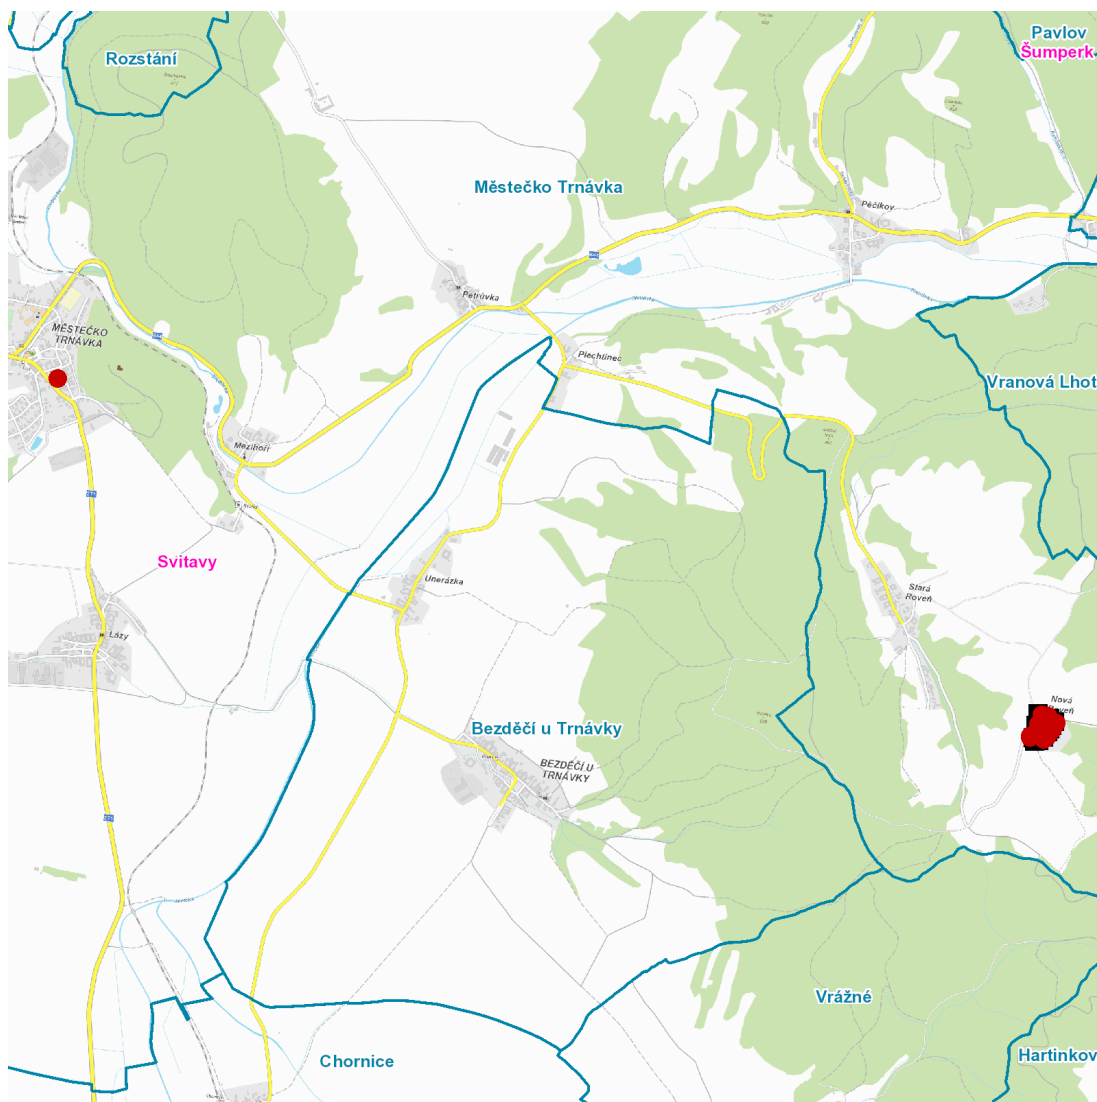 Pavlov
Šumperk
Rozstání
Městečko Trnávka
Pěčíkov
Petrůvka
MĚSTEČKO
TRNÁVKA
Plechtinec
Vranová Lhot
Mezihoří
Svitavy
Unerázka
Stará
Roveň
Lázy
Nová
Bezděčí u Trnávky
BEZDĚČÍ U
TRNÁVKY
Vrážné
Chornice
Hartinkov